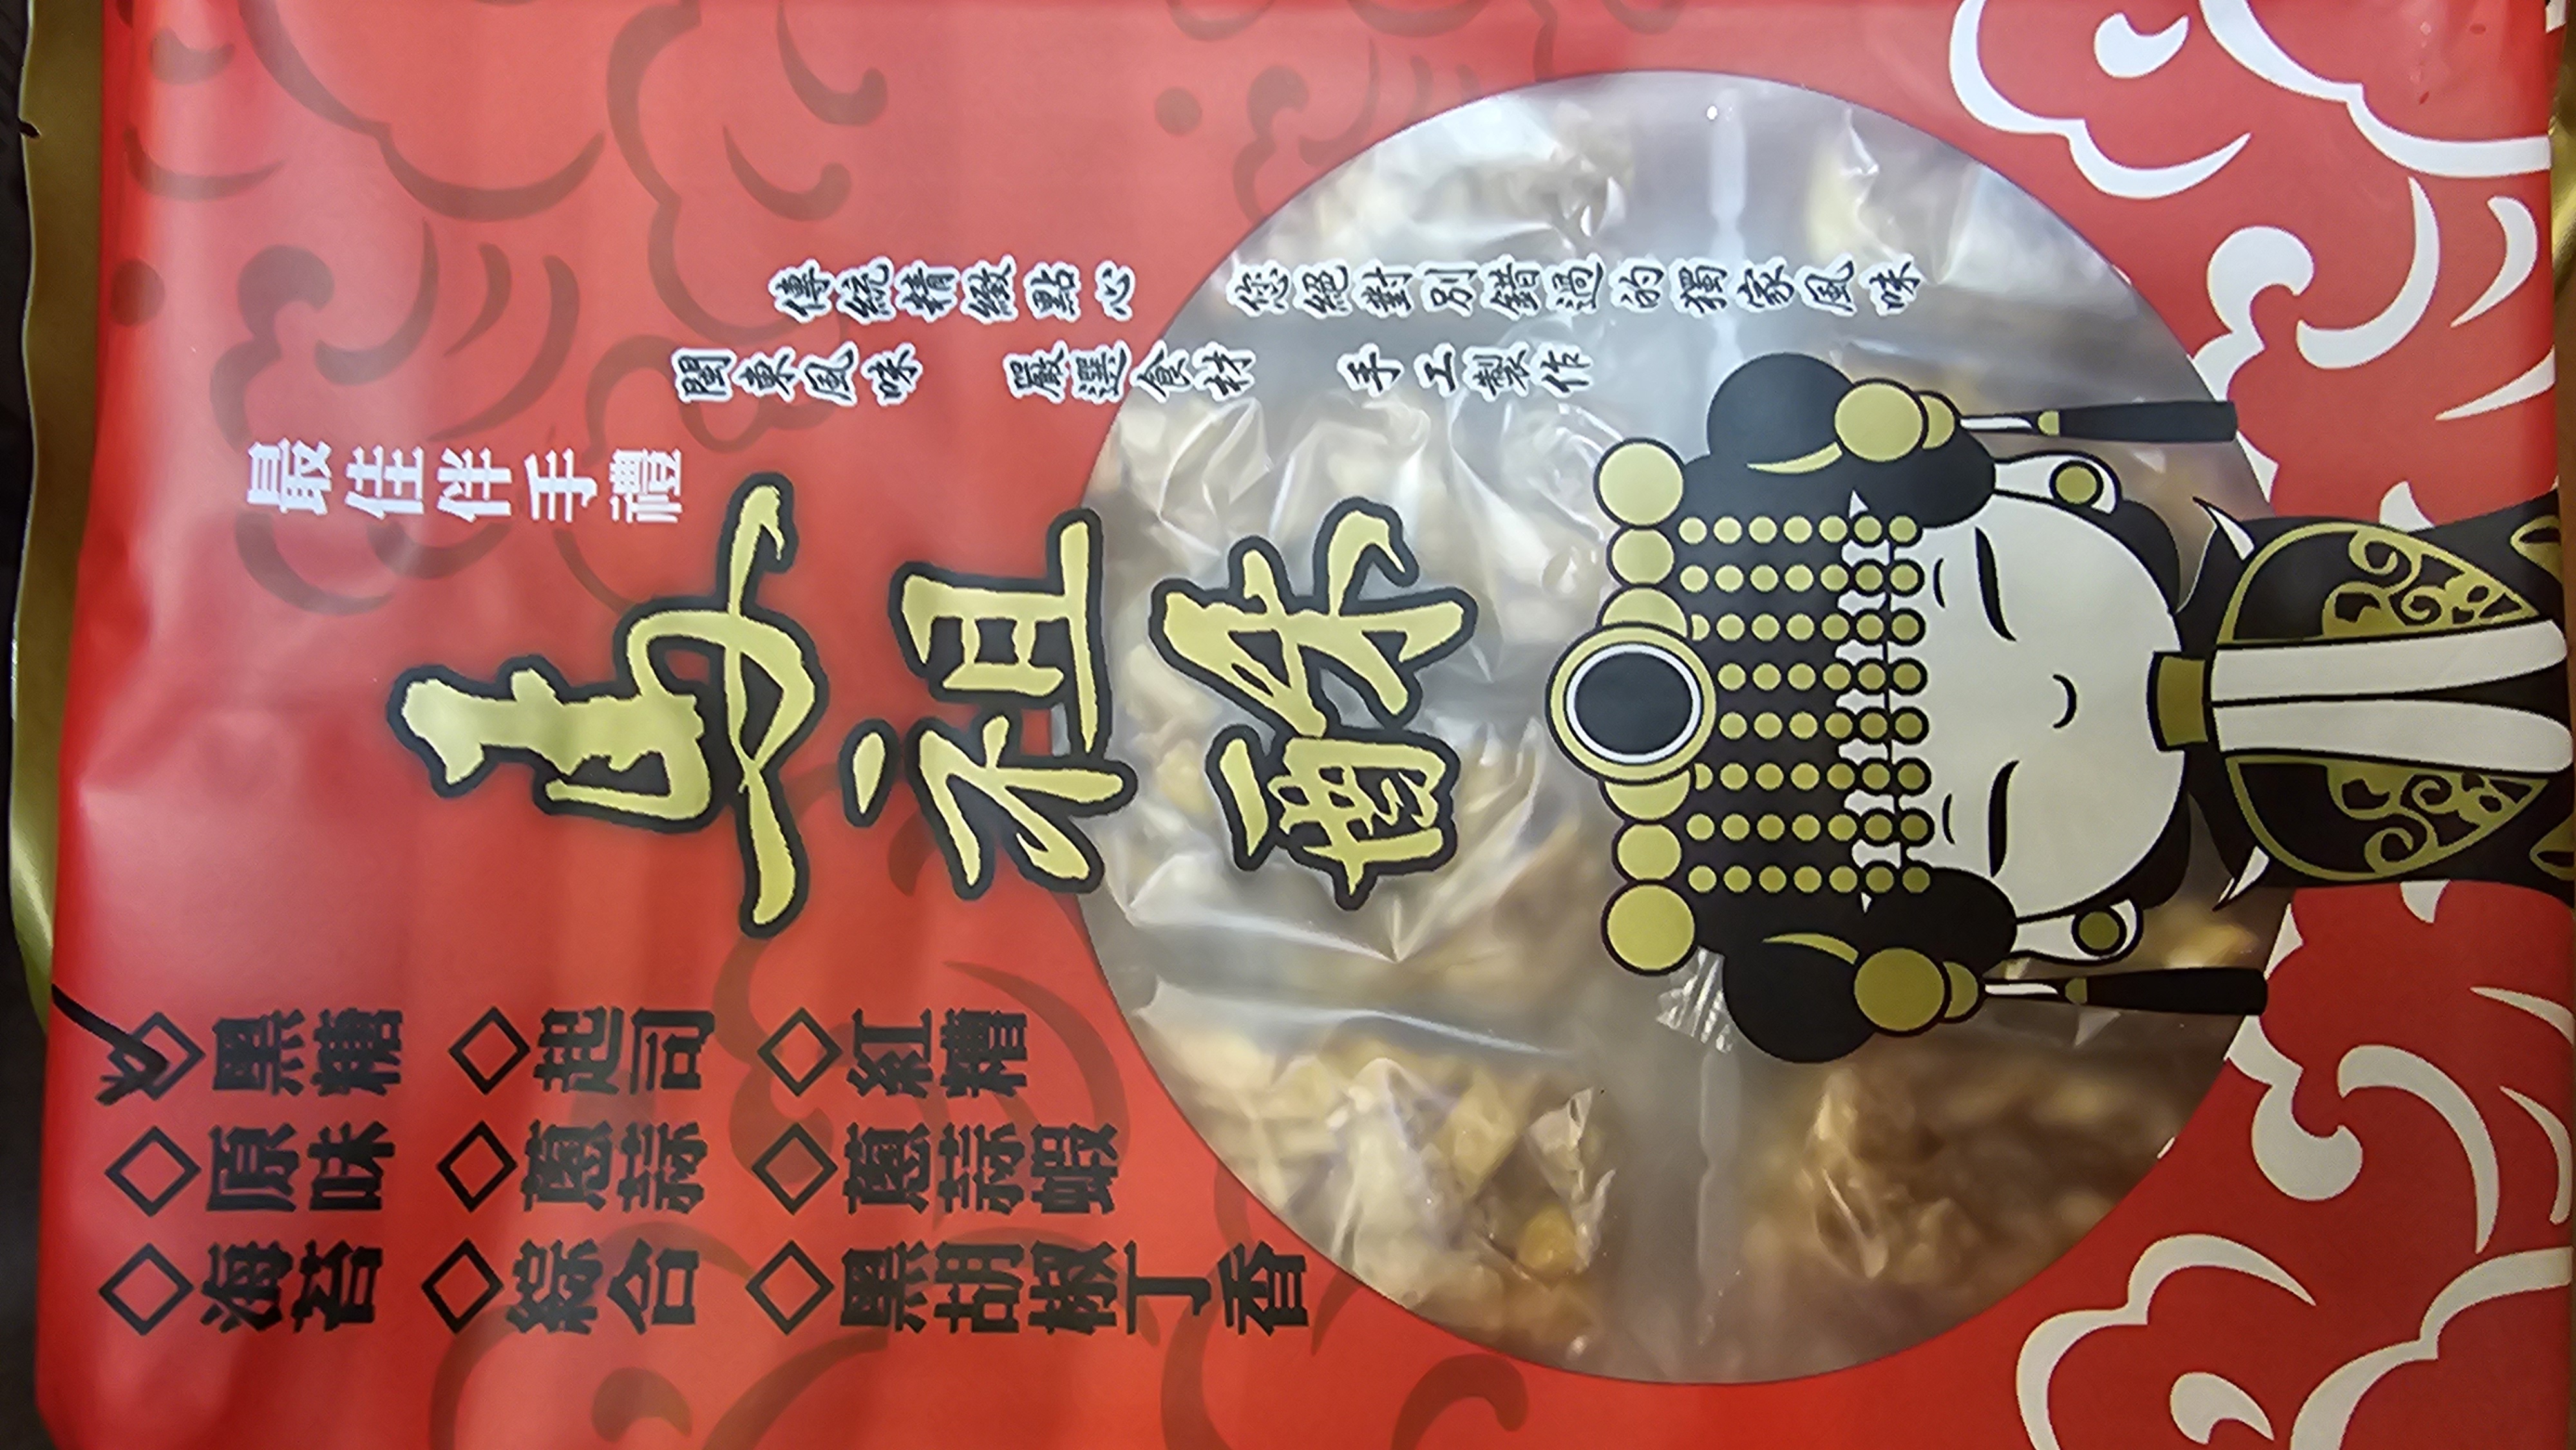 傳統精緻點心 您絕對別錯過的獨家風味
閩東風味 嚴選食材 手工製作
最佳伴手禮
馬祖酥
黑糖
起司
紅糟
原味
蔥蒜
蔥蒜蝦
海苔
綜合
黑胡椒丁香